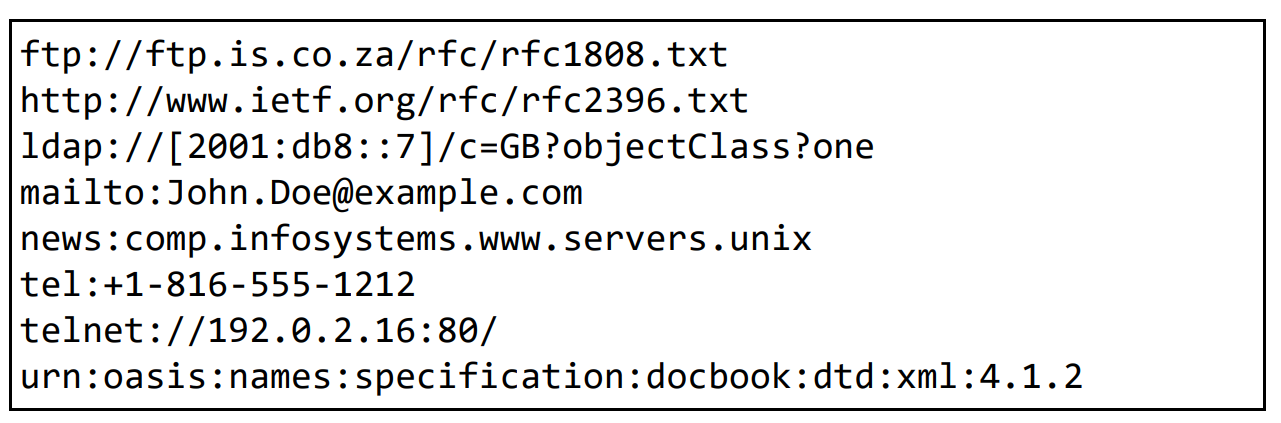 ftp://ftp.is.co.za/rfc/rfc1808.txt
http://www.ietf.org/rfc/rfc2396.txt
ldap://[2001:db8::7]/c=GB?objectClass?one
mailto:John.Doe@example.com
news:comp.infosystems.www.servers.unix
tel:+1-816-555-1212
telnet://192.0.2.16:80/
urn:oasis:names:specification:docbook:dtd:xml:4.1.2